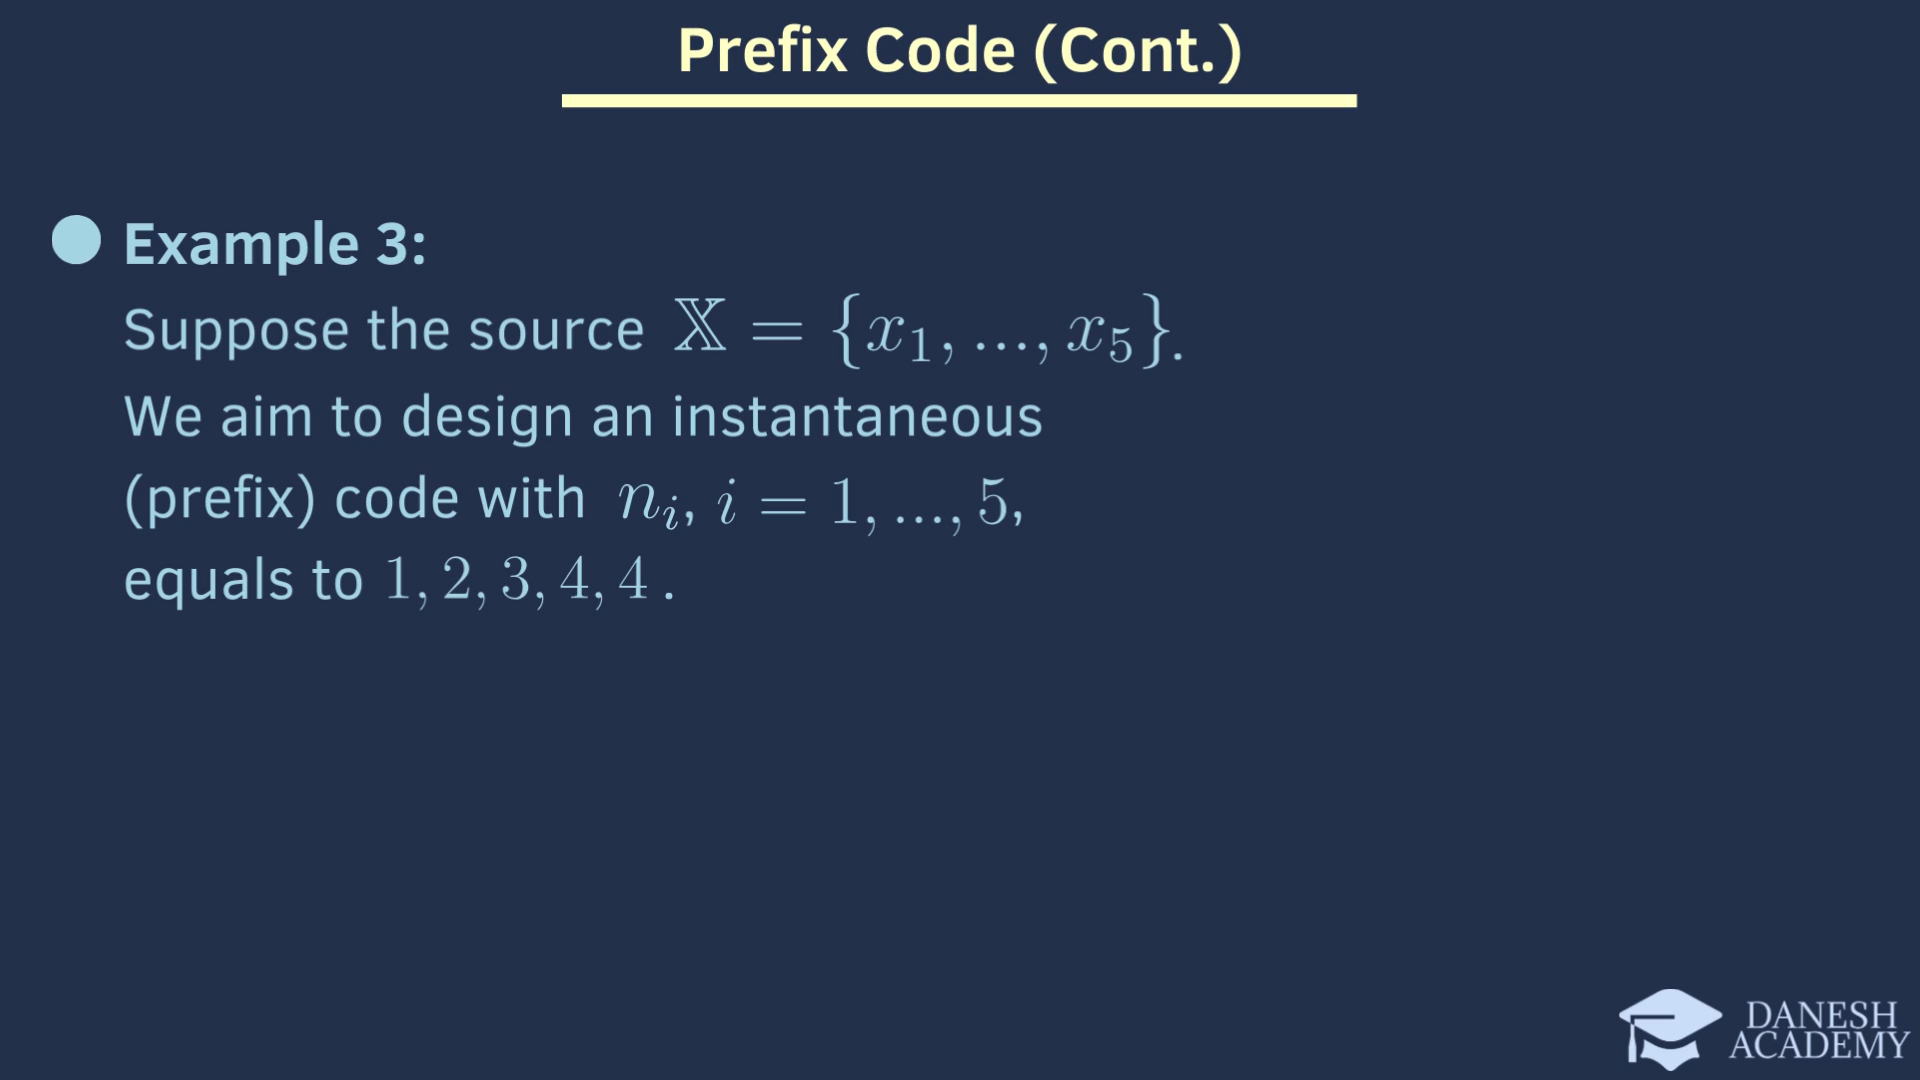 Prefix Code (Cont.)
Example 3:
Suppose the source 𝕏 = {x₁, ..., x₅}.
We aim to design an instantaneous
(prefix) code with nᵢ, i = 1, ..., 5,
equals to 1, 2, 3, 4, 4 .
DANESH
ACADEMY